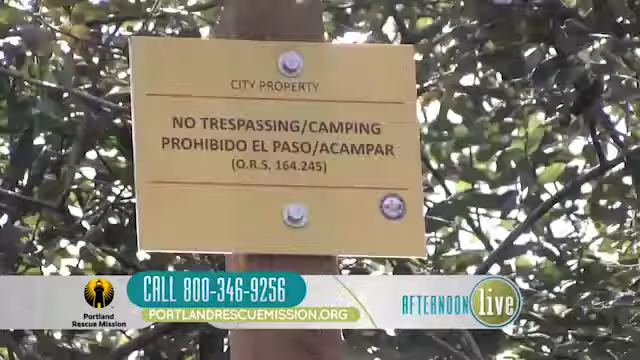 CITY PROPERTY
NO TRESPASSING/CAMPING
PROHIBIDO EL PASO/ACAMPAR
(O.R.S. 164.245)
CALL 800-346-9256
PORTLANDRESCUEMISSION.ORG
Portland
Rescue Mission
AFTERNOON live